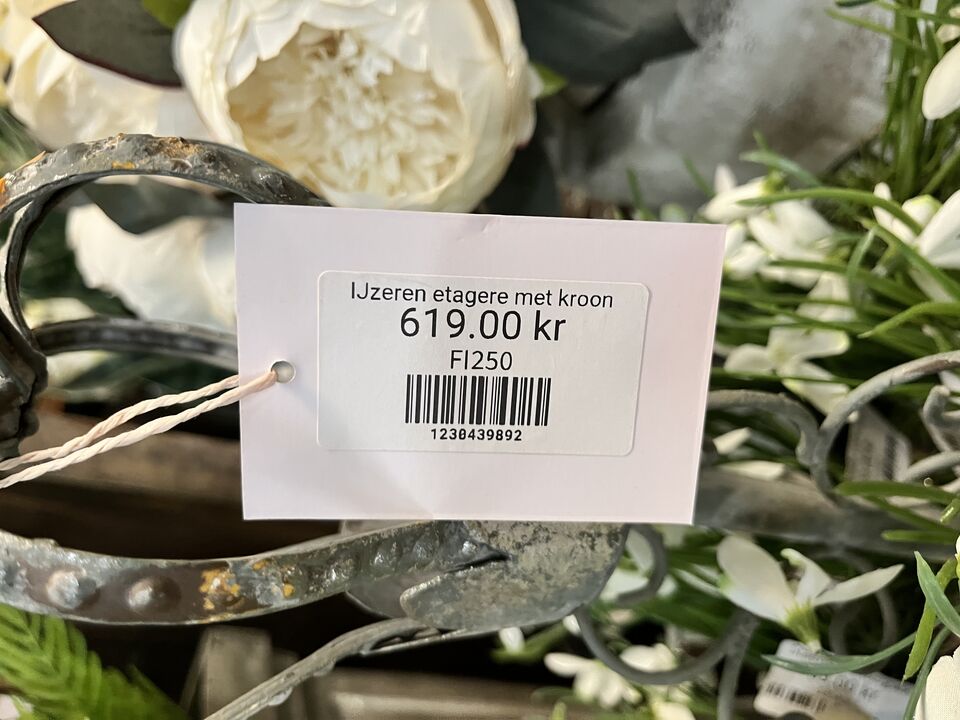 IJzeren etagere met kroon
619.00 kr
FI250
1230439892